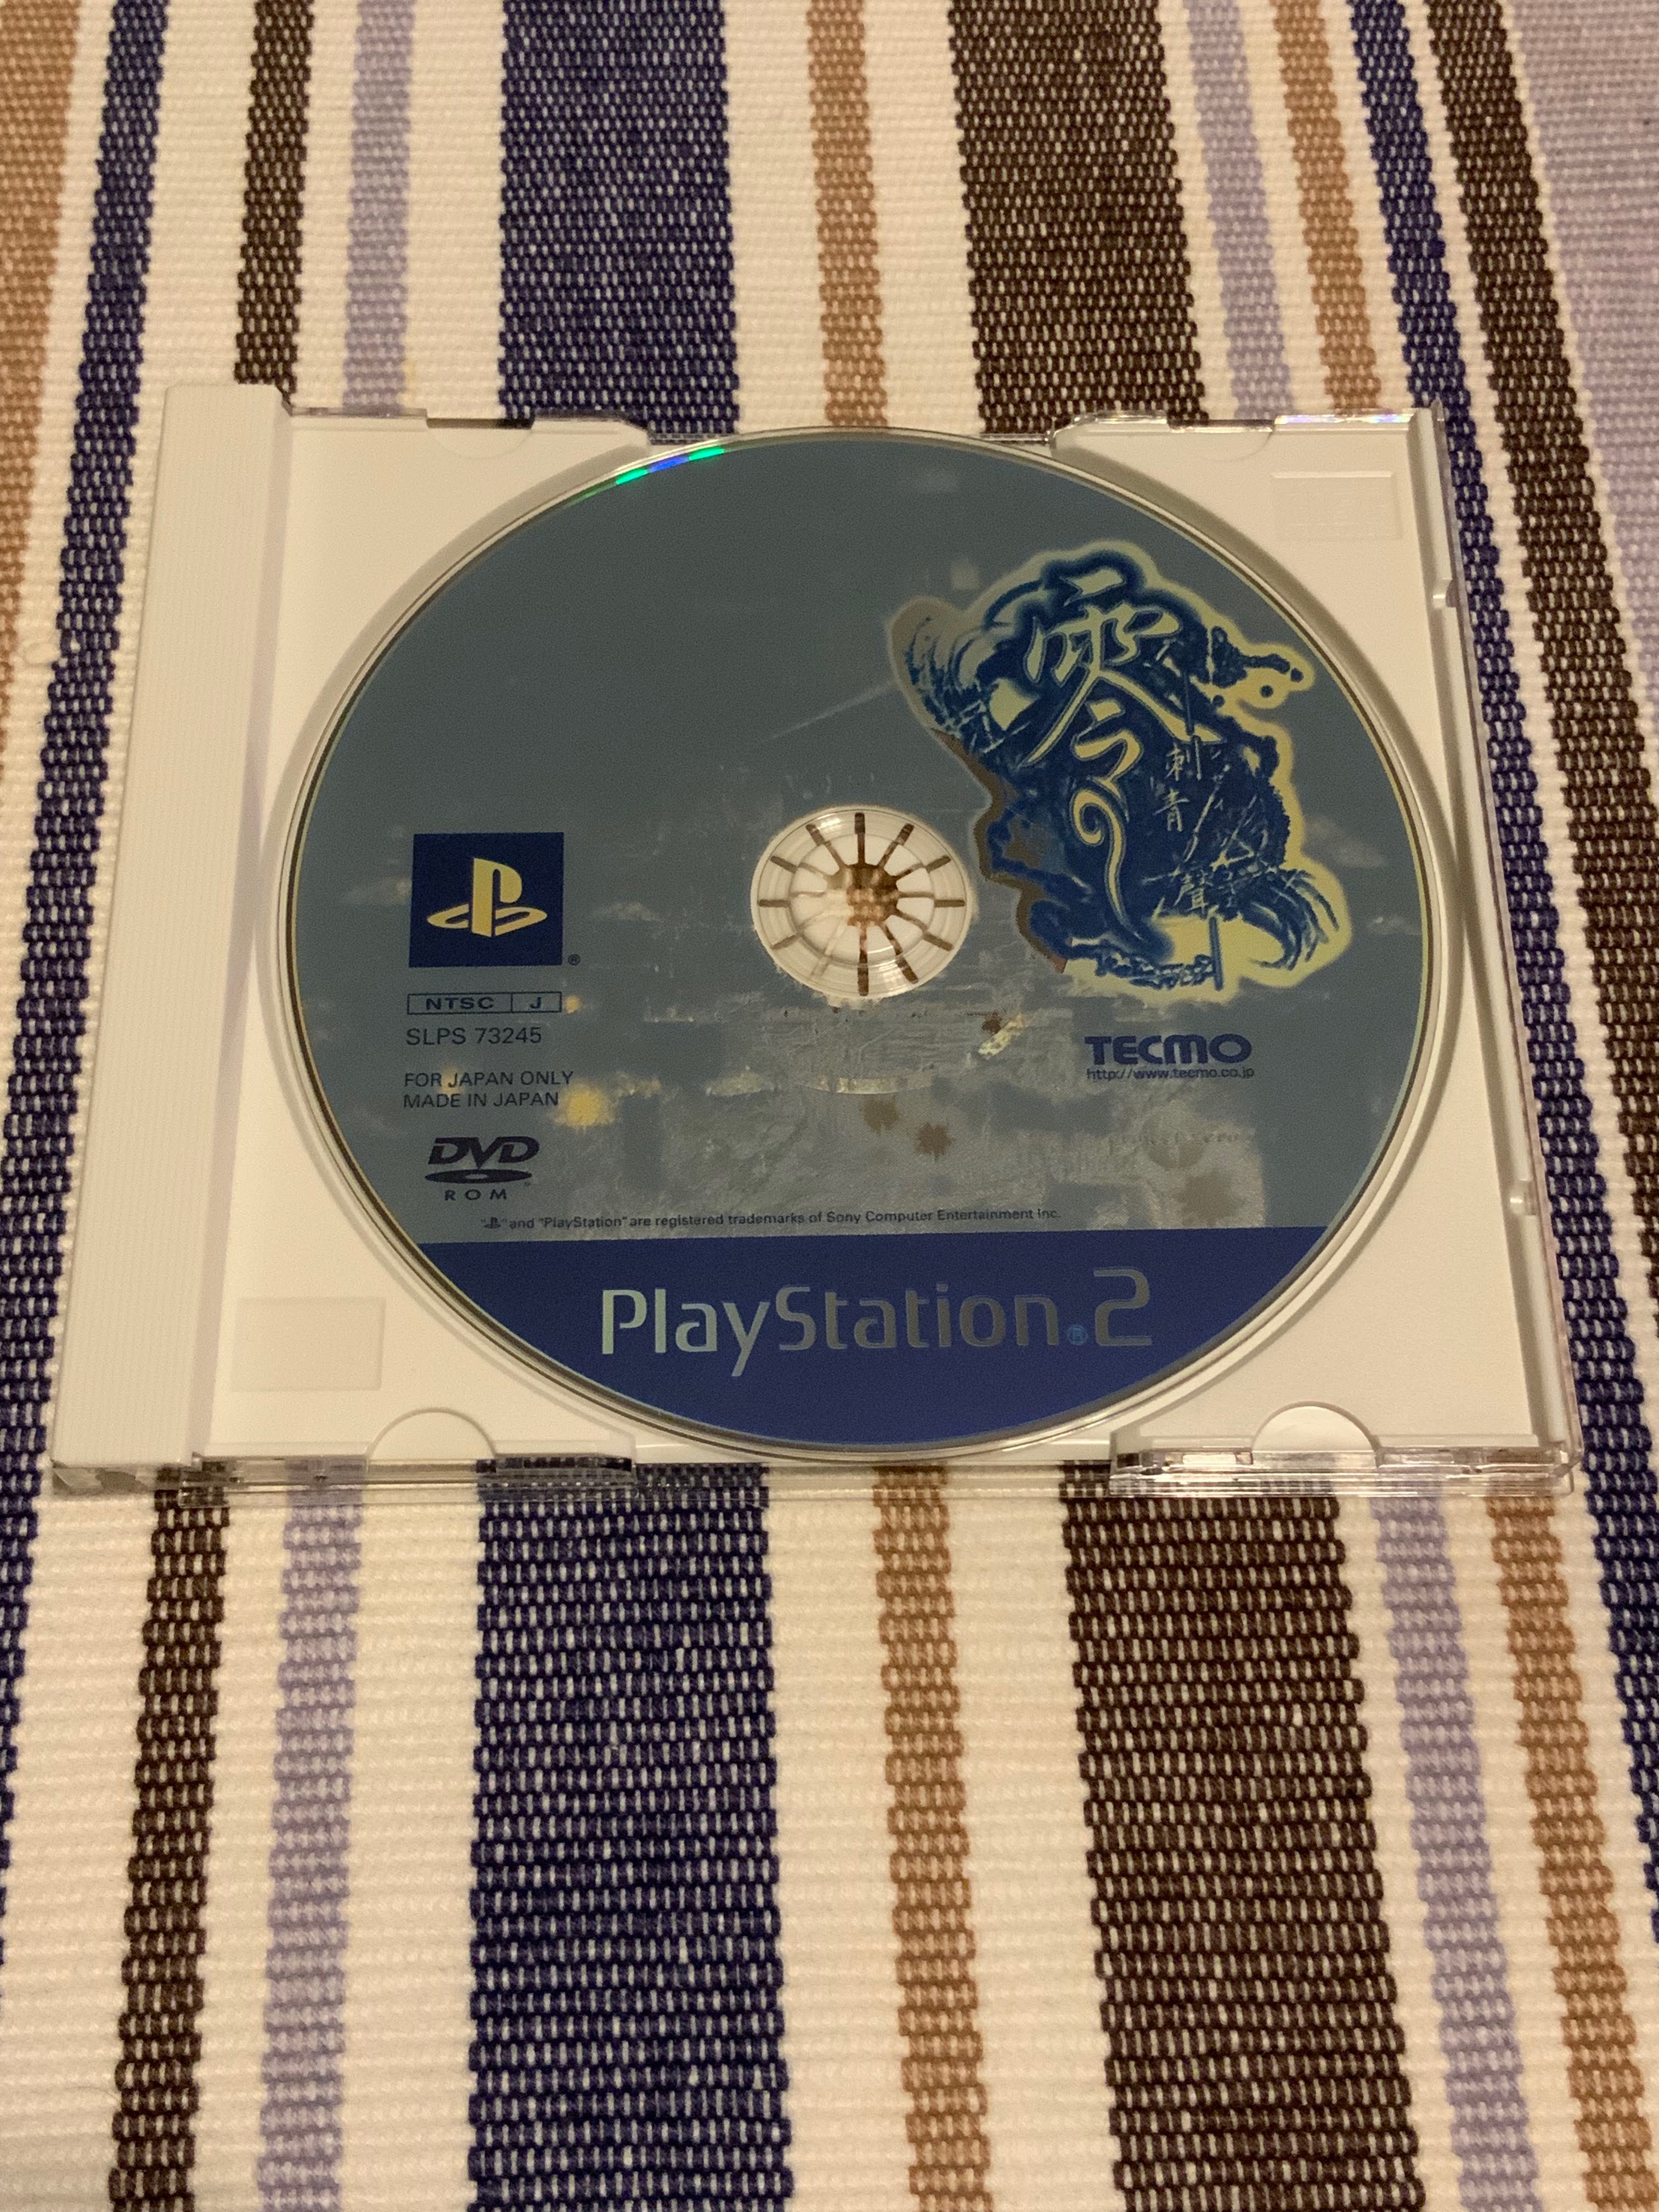 零
刺青
聲
NTSC J
SLPS 73245
FOR JAPAN ONLY
MADE IN JAPAN
DVD
ROM
TECMO
http://www.tecmo.co.jp
" " and "PlayStation" are registered trademarks of Sony Computer Entertainment Inc.
PlayStation®2